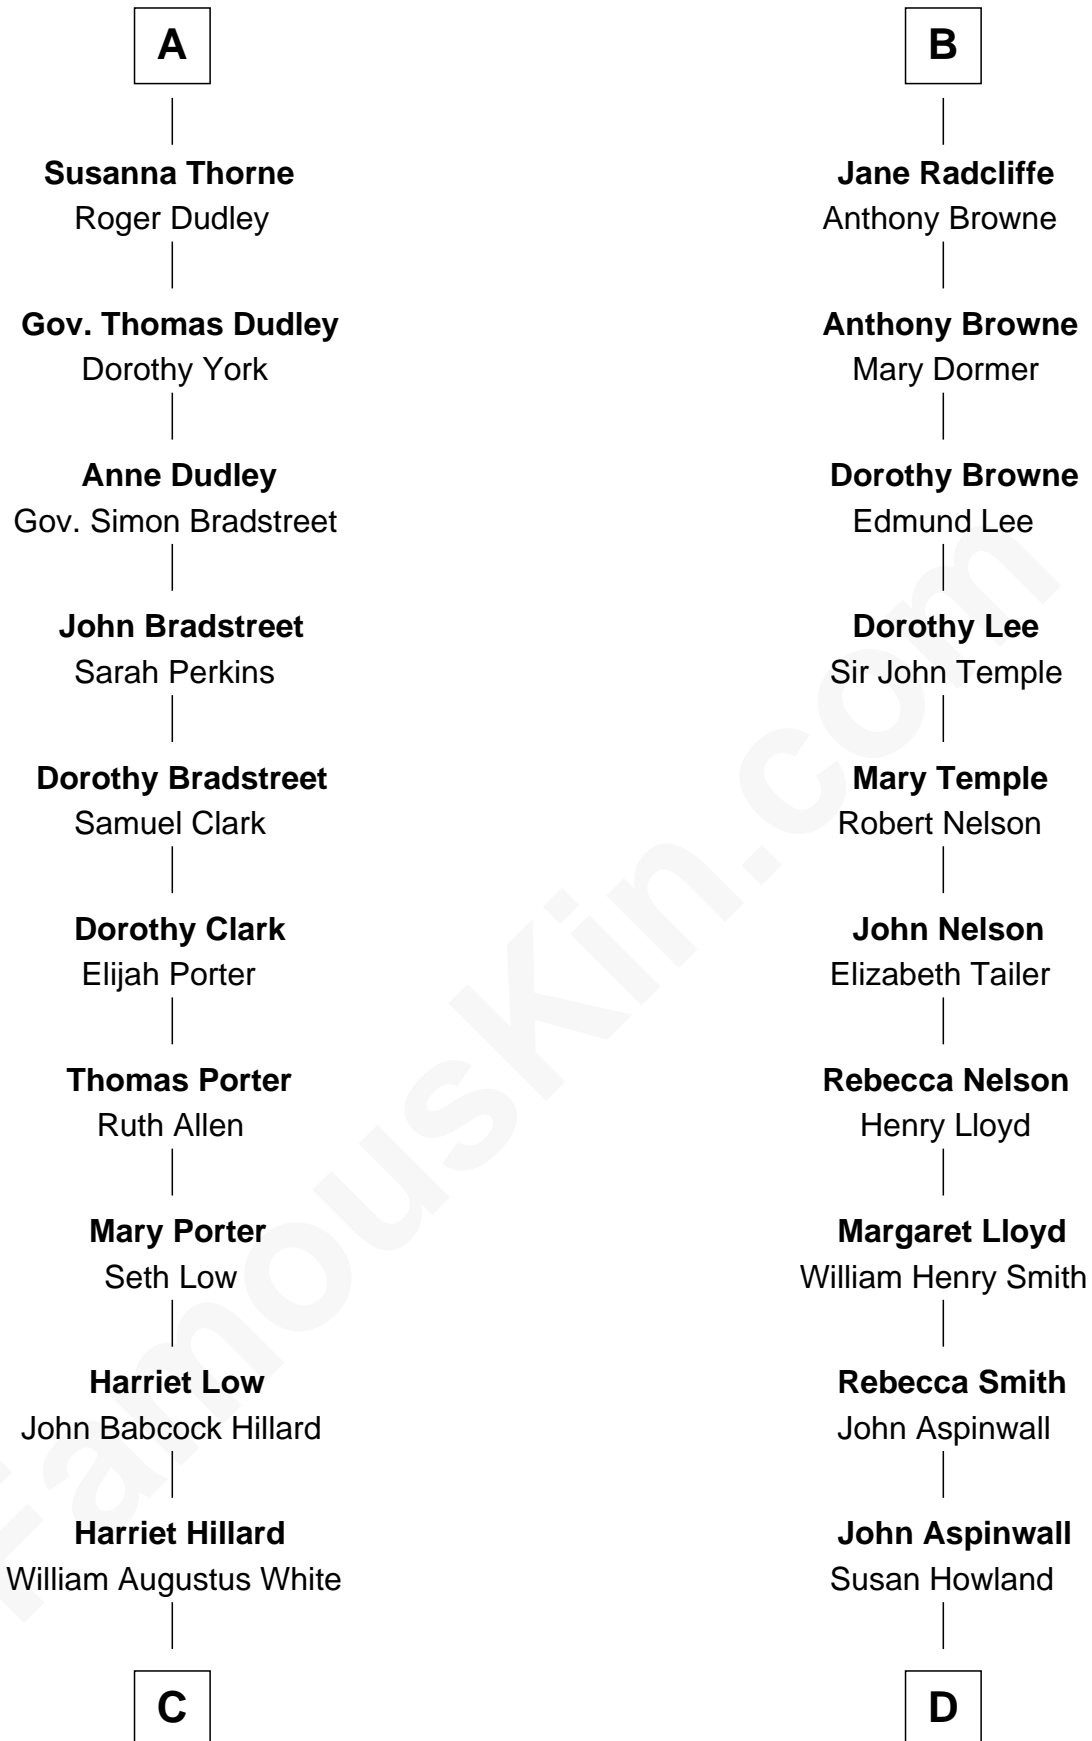 A
Susanna Thorne
Roger Dudley
Gov. Thomas Dudley
Dorothy York
Anne Dudley
Gov. Simon Bradstreet
John Bradstreet
Sarah Perkins
Dorothy Bradstreet
Samuel Clark
Dorothy Clark
Elijah Porter
Thomas Porter
Ruth Allen
Mary Porter
Seth Low
Harriet Low
John Babcock Hillard
Harriet Hillard
William Augustus White
C
B
Jane Radcliffe
Anthony Browne
Anthony Browne
Mary Dormer
Dorothy Browne
Edmund Lee
Dorothy Lee
Sir John Temple
Mary Temple
Robert Nelson
John Nelson
Elizabeth Tailer
Rebecca Nelson
Henry Lloyd
Margaret Lloyd
William Henry Smith
Rebecca Smith
John Aspinwall
John Aspinwall
Susan Howland
D
FamousKin.com